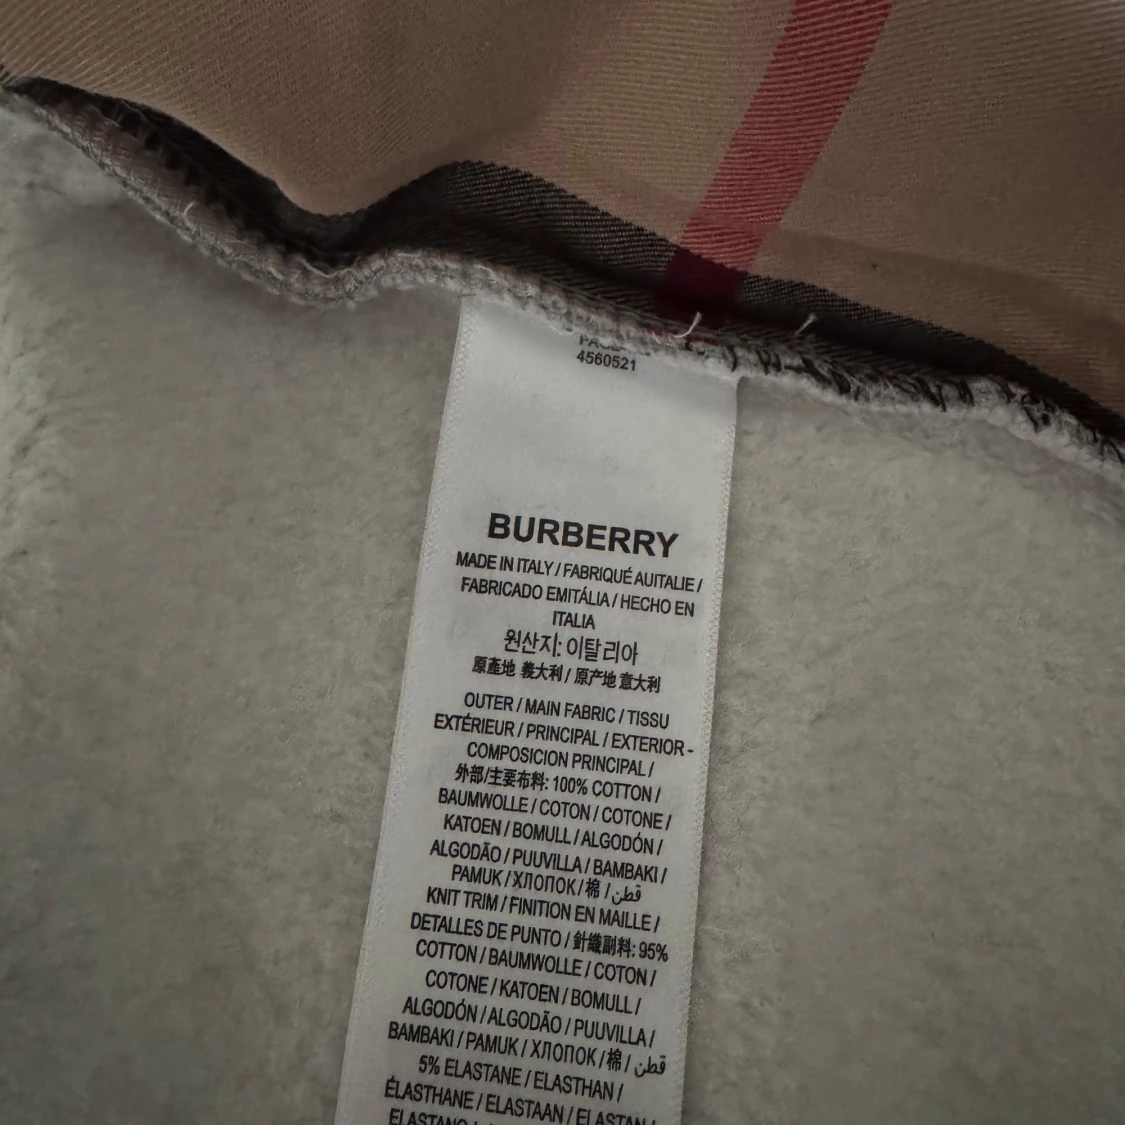 4560521
BURBERRY
MADE IN ITALY / FABRIQUÉ AUITALIE /
FABRICADO EMITÁLIA / HECHO EN
ITALIA
원산지: 이탈리아
原產地 義大利 / 原产地 意大利
OUTER / MAIN FABRIC / TISSU
EXTÉRIEUR / PRINCIPAL / EXTERIOR -
COMPOSICION PRINCIPAL /
外部/主要布料: 100% COTTON /
BAUMWOLLE / COTON / COTONE /
KATOEN / BOMULL / ALGODÓN /
ALGODÃO / PUUVILLA / BAMBAKI /
PAMUK / ХЛОПОК / 棉 / قطن
KNIT TRIM / FINITION EN MAILLE /
DETALLES DE PUNTO / 針織副料: 95%
COTTON / BAUMWOLLE / COTON /
COTONE / KATOEN / BOMULL /
ALGODÓN / ALGODÃO / PUUVILLA /
BAMBAKI / PAMUK / ХЛОПОК / 棉 / قطن
5% ELASTANE / ELASTHAN /
ÉLASTHANE / ELASTAAN / ELASTAN /